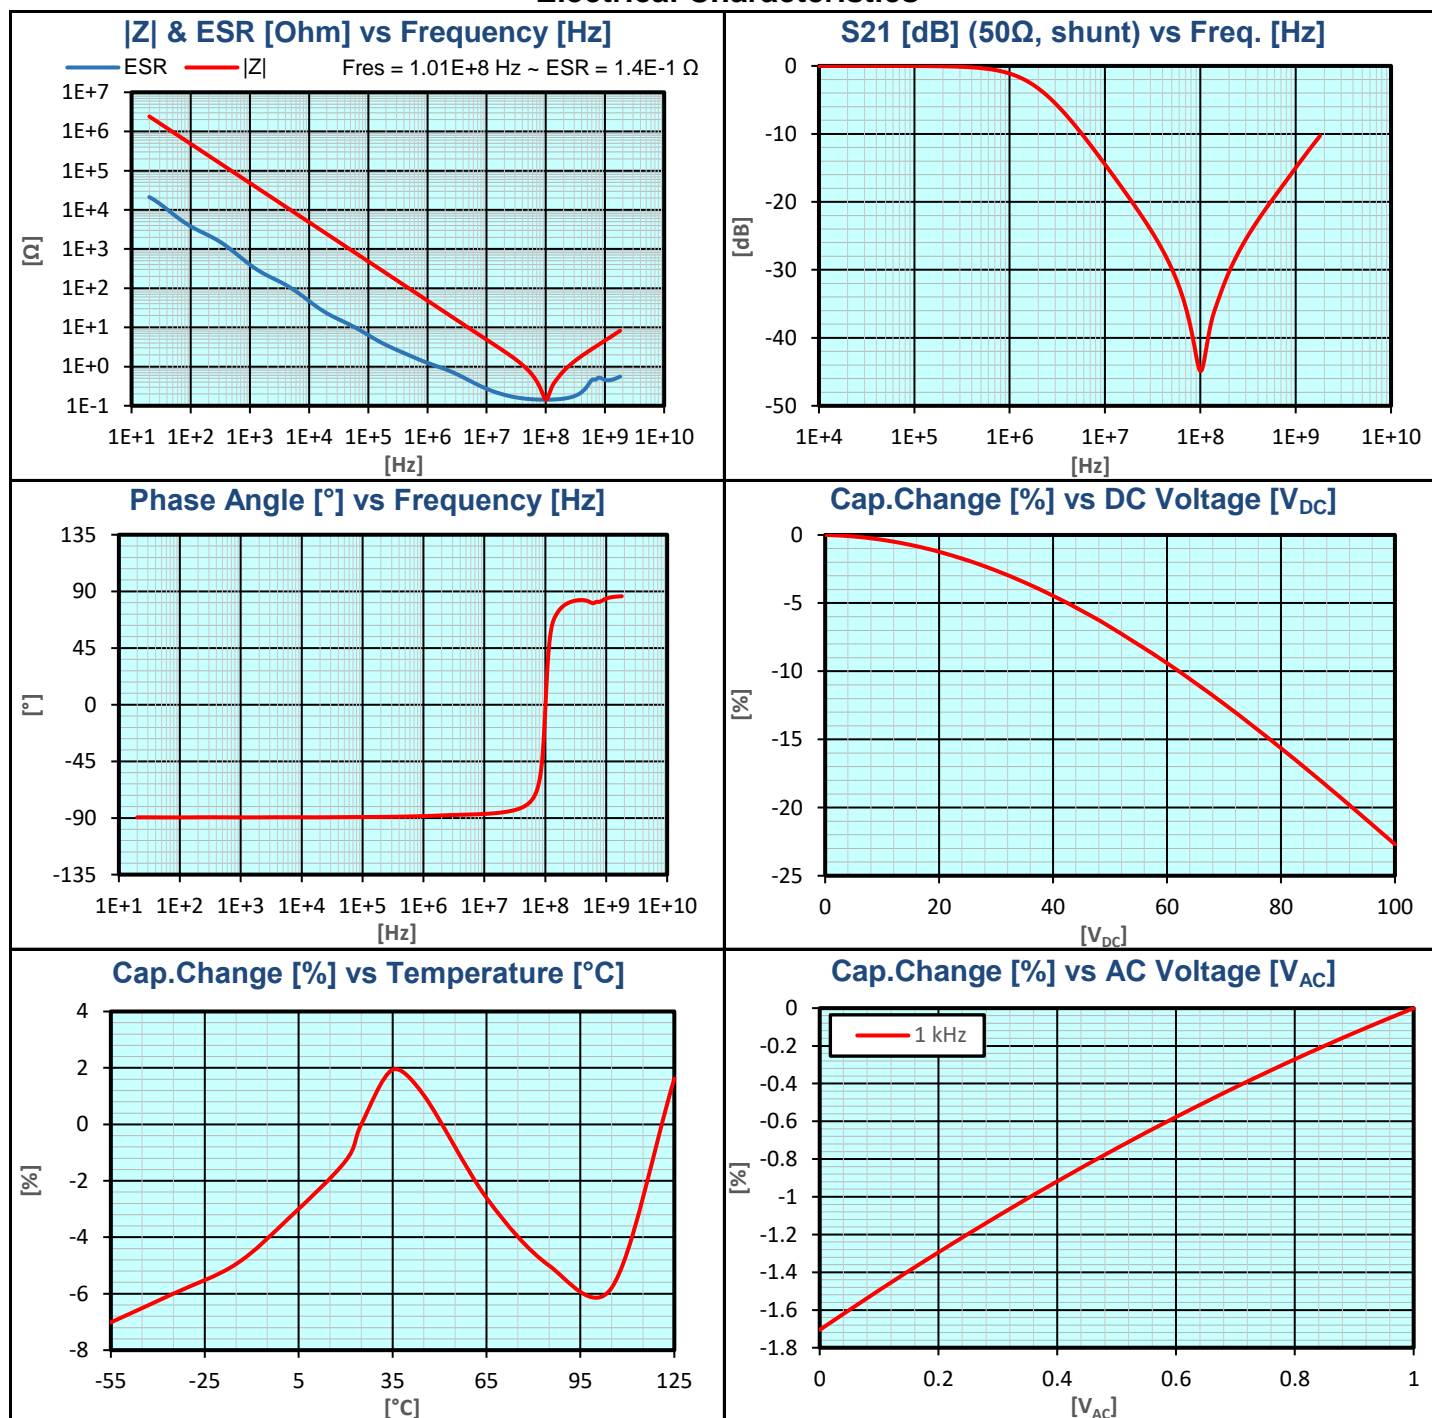 |Z| & ESR [Ohm] vs Frequency [Hz]
ESR |Z| Fres = 1.01E+8 Hz ~ ESR = 1.4E-1 Ω
1E+7
1E+6
1E+5
1E+4
1E+3
1E+2
1E+1
1E+0
1E-1
[Ω]
1E+1 1E+2 1E+3 1E+4 1E+5 1E+6 1E+7 1E+8 1E+9 1E+10
[Hz]
S21 [dB] (50Ω, shunt) vs Freq. [Hz]
0
-10
-20
-30
-40
-50
[dB]
1E+4 1E+5 1E+6 1E+7 1E+8 1E+9 1E+10
[Hz]
Phase Angle [°] vs Frequency [Hz]
135
90
45
0
-45
-90
-135
[°]
1E+1 1E+2 1E+3 1E+4 1E+5 1E+6 1E+7 1E+8 1E+9 1E+10
[Hz]
Cap.Change [%] vs DC Voltage [VDC]
0
-5
-10
-15
-20
-25
[%]
0 20 40 60 80 100
[VDC]
Cap.Change [%] vs Temperature [°C]
4
2
0
-2
-4
-6
-8
[%]
-55 -25 5 35 65 95 125
[°C]
Cap.Change [%] vs AC Voltage [VAC]
1 kHz
0
-0.2
-0.4
-0.6
-0.8
-1
-1.2
-1.4
-1.6
-1.8
[%]
0 0.2 0.4 0.6 0.8 1
[VAC]